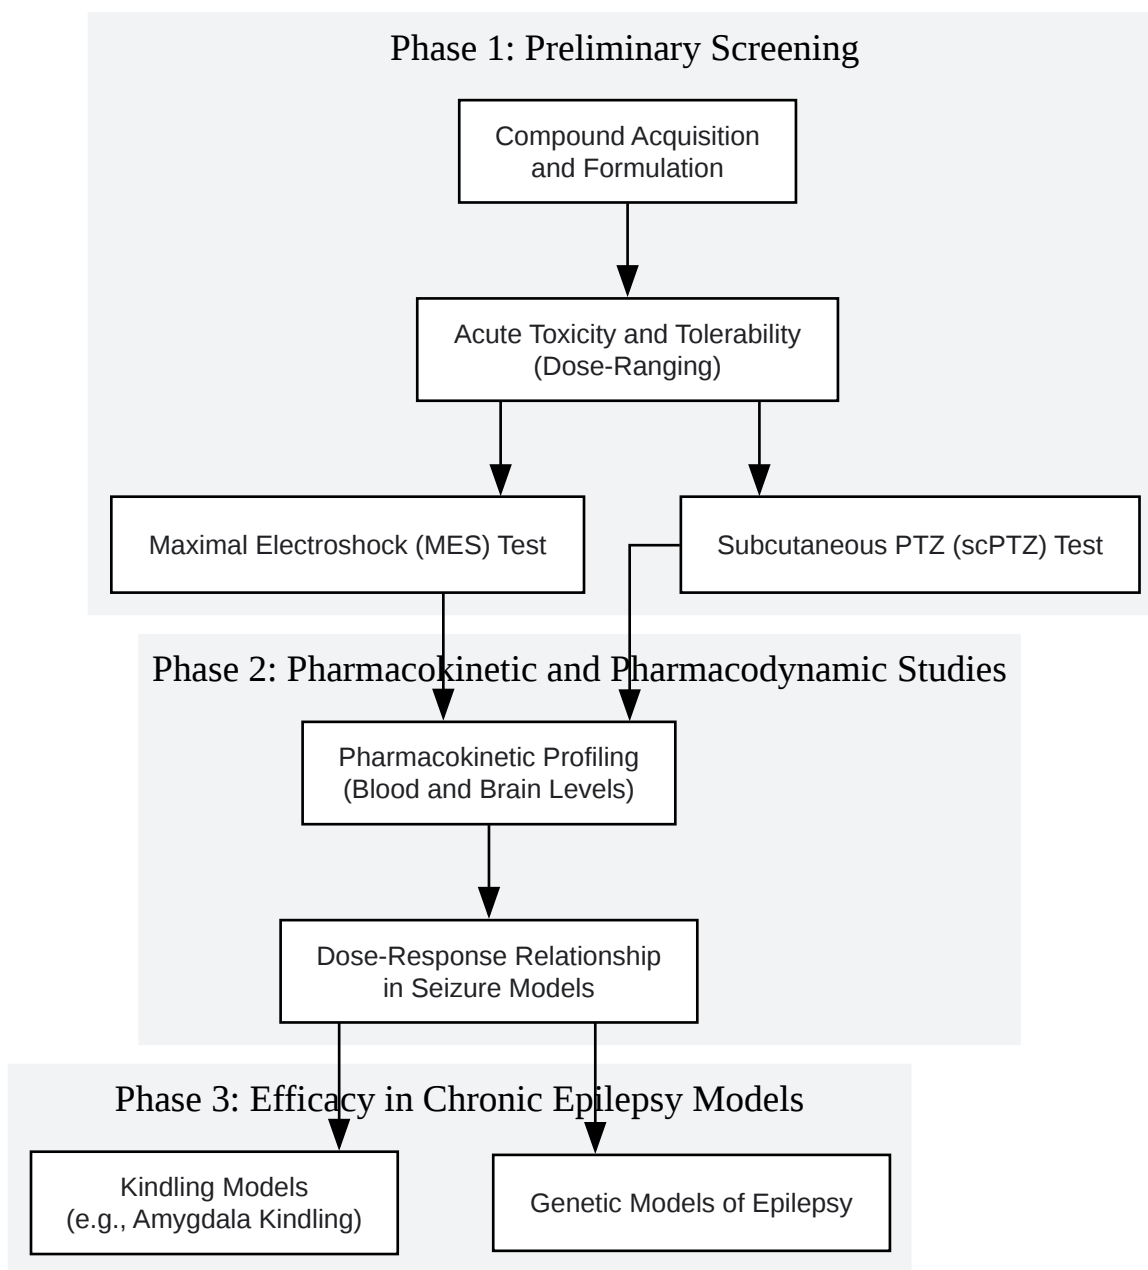 Phase 1: Preliminary Screening
Compound Acquisition
and Formulation
Acute Toxicity and Tolerability
(Dose-Ranging)
Maximal Electroshock (MES) Test
Subcutaneous PTZ (scPTZ) Test
Phase 2: Pharmacokinetic and Pharmacodynamic Studies
Pharmacokinetic Profiling
(Blood and Brain Levels)
Dose-Response Relationship
in Seizure Models
Phase 3: Efficacy in Chronic Epilepsy Models
Kindling Models
(e.g., Amygdala Kindling)
Genetic Models of Epilepsy